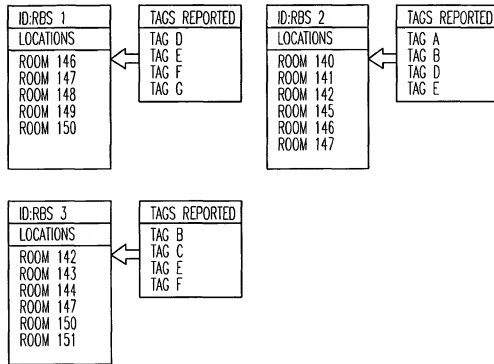 ID:RBS 1
LOCATIONS
ROOM 146
ROOM 147
ROOM 148
ROOM 149
ROOM 150
TAGS REPORTED
TAG D
TAG E
TAG F
TAG G
ID:RBS 2
LOCATIONS
ROOM 140
ROOM 141
ROOM 142
ROOM 145
ROOM 146
ROOM 147
TAGS REPORTED
TAG A
TAG B
TAG D
TAG E
ID:RBS 3
LOCATIONS
ROOM 142
ROOM 143
ROOM 144
ROOM 147
ROOM 150
ROOM 151
TAGS REPORTED
TAG B
TAG C
TAG E
TAG F